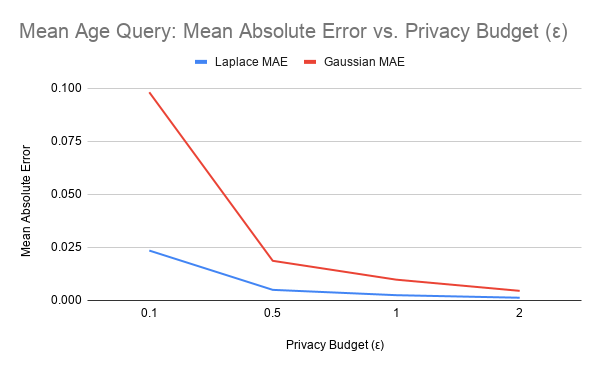 Mean Age Query: Mean Absolute Error vs. Privacy Budget (ε)
Laplace MAE Gaussian MAE
0.100
0.075
0.050
0.025
0.000
Mean Absolute Error
0.1 0.5 1 2
Privacy Budget (ε)